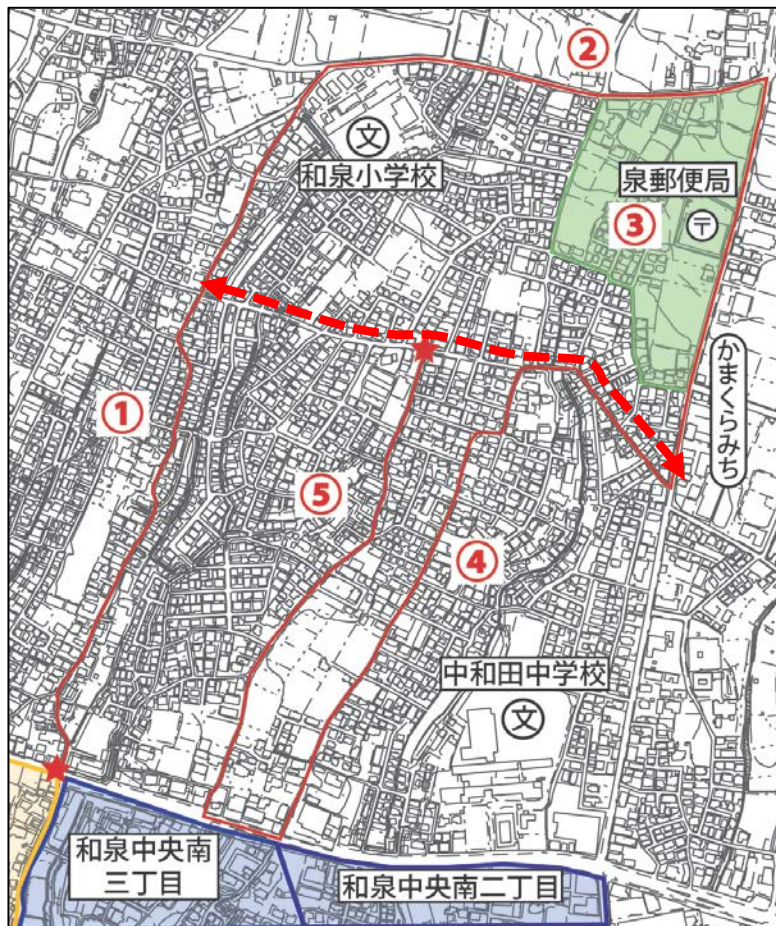 ②
文
和泉小学校
泉郵便局
③
〒
かまくらみち
①
⑤
④
中和田中学校
文
和泉中央南
三丁目
和泉中央南二丁目